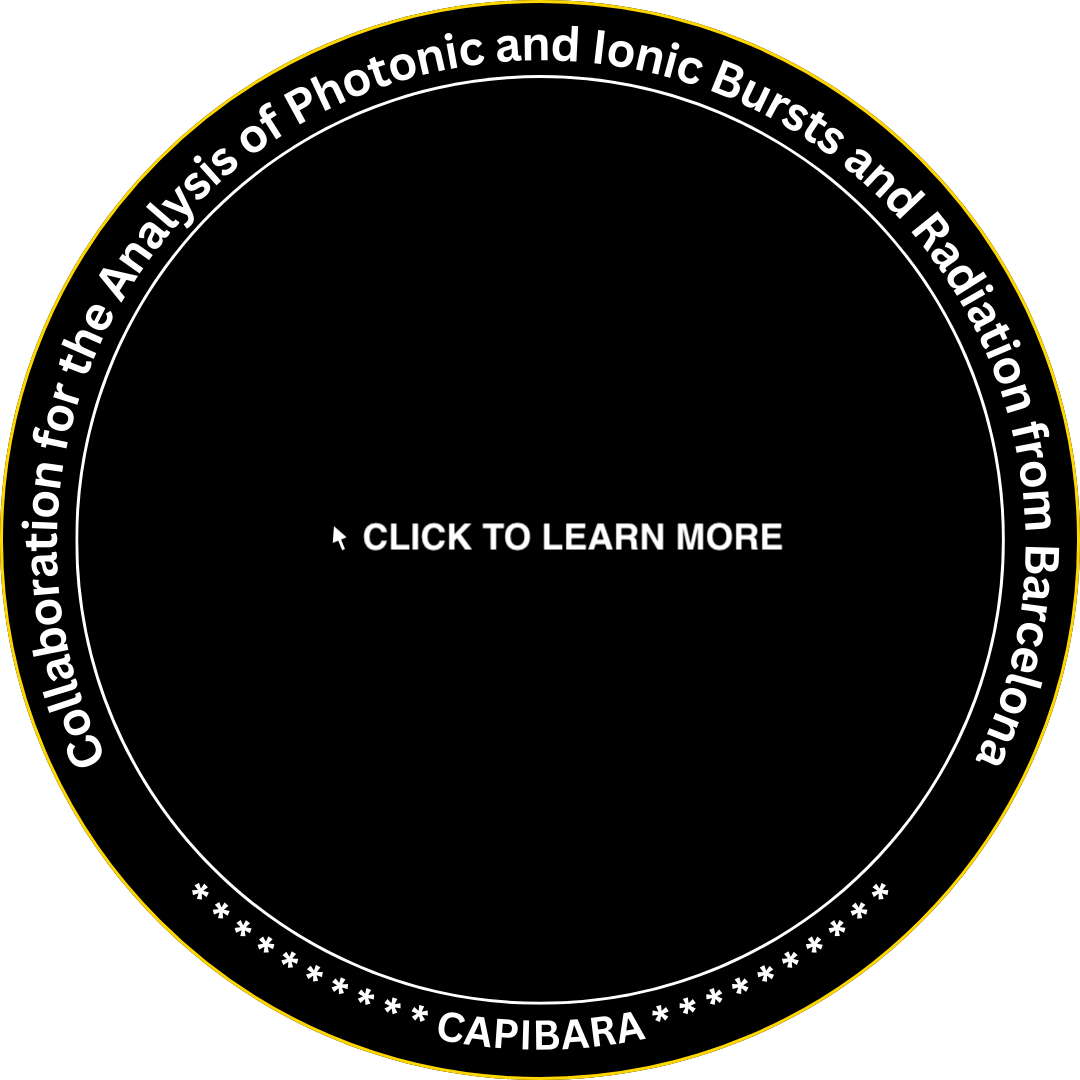 Collaboration for the Analysis of Photonic and Ionic Bursts and Radiation from Barcelona
CLICK TO LEARN MORE
* * * * * * * * * * CAPIBARA * * * * * * * * * *